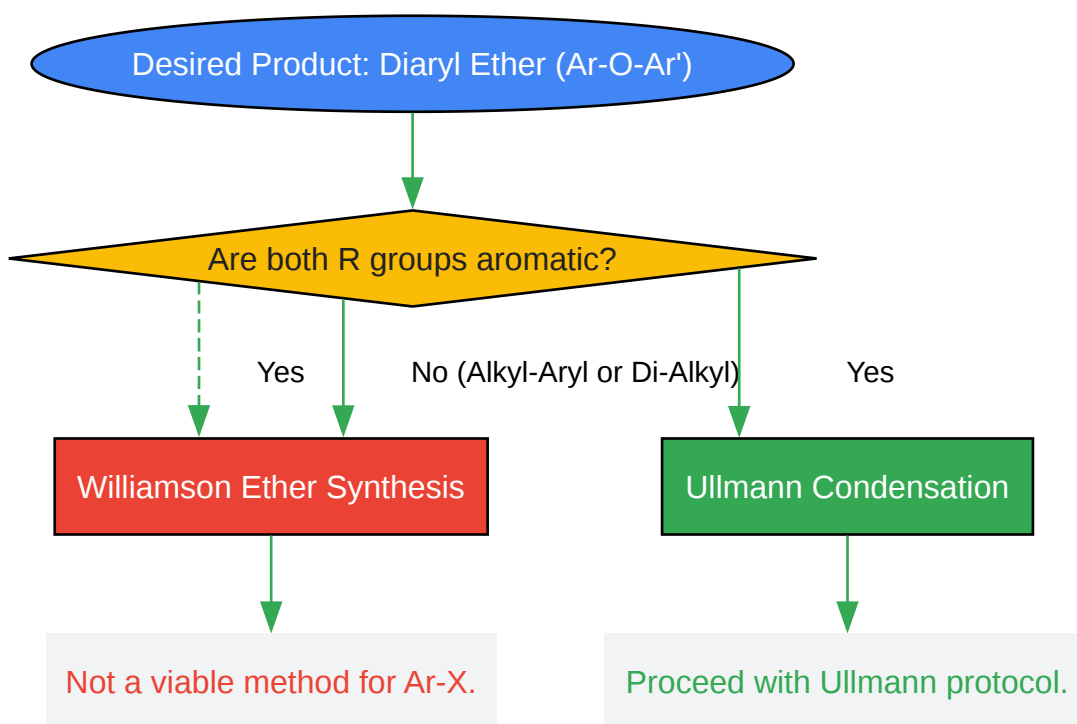 Desired Product: Diaryl Ether (Ar-O-Ar')
Are both R groups aromatic?
Yes
No (Alkyl-Aryl or Di-Alkyl)
Yes
Williamson Ether Synthesis
Ullmann Condensation
Not a viable method for Ar-X.
Proceed with Ullmann protocol.